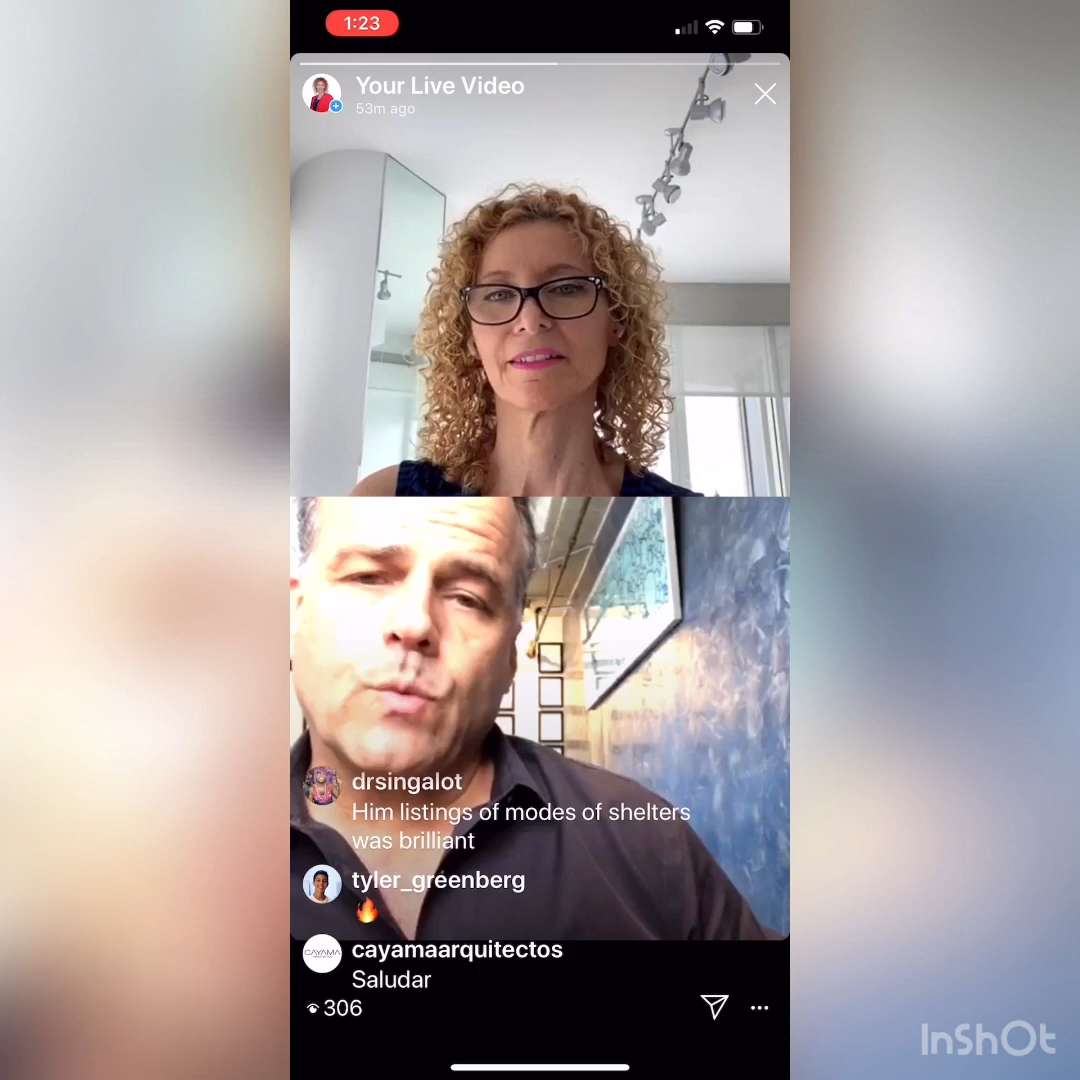 1:23
Your Live Video
53m ago
drsingalot
Him listings of modes of shelters
was brilliant
tyler_greenberg
cayamaarquitectos
CAYAMA
Saludar
306
InShOt